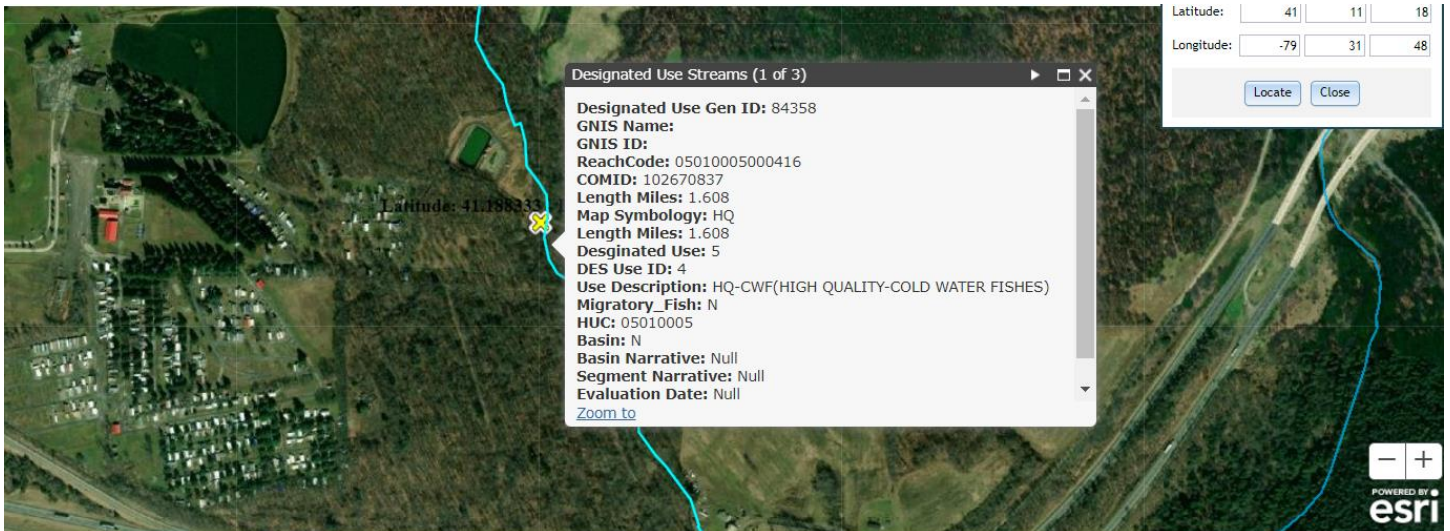 Latitude: 41 11 18
Longitude: -79 31 48
Locate Close
Latitude: 41.188333
Designated Use Streams (1 of 3)
Designated Use Gen ID: 84358
GNIS Name:
GNIS ID:
ReachCode: 05010005000416
COMID: 102670837
Length Miles: 1.608
Map Symbology: HQ
Length Miles: 1.608
Desginated Use: 5
DES Use ID: 4
Use Description: HQ-CWF(HIGH QUALITY-COLD WATER FISHES)
Migratory_Fish: N
HUC: 05010005
Basin: N
Basin Narrative: Null
Segment Narrative: Null
Evaluation Date: Null
Zoom to
POWERED BY
esri